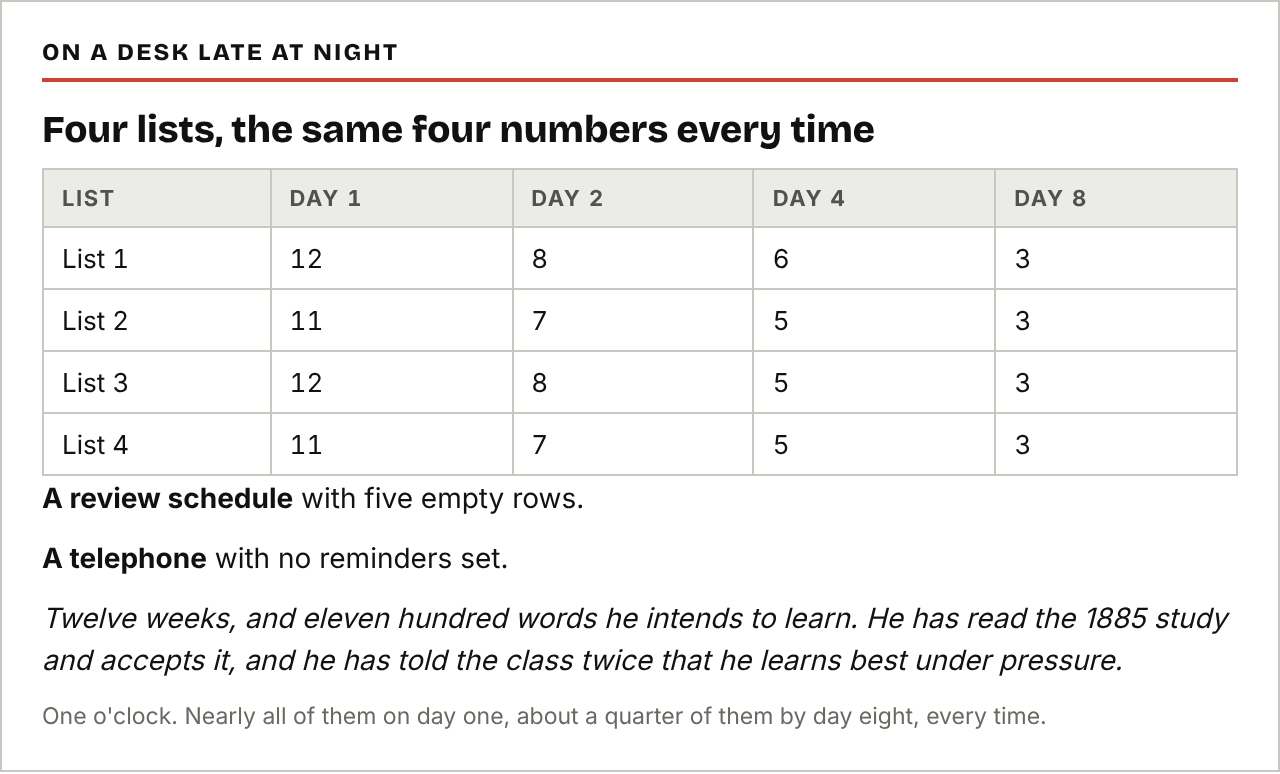 ON A DESK LATE AT NIGHT
Four lists, the same four numbers every time
LIST DAY 1 DAY 2 DAY 4 DAY 8
List 1 12 8 6 3
List 2 11 7 5 3
List 3 12 8 5 3
List 4 11 7 5 3
A review schedule with five empty rows.
A telephone with no reminders set.
Twelve weeks, and eleven hundred words he intends to learn. He has read the 1885 study
and accepts it, and he has told the class twice that he learns best under pressure.
One o'clock. Nearly all of them on day one, about a quarter of them by day eight, every time.